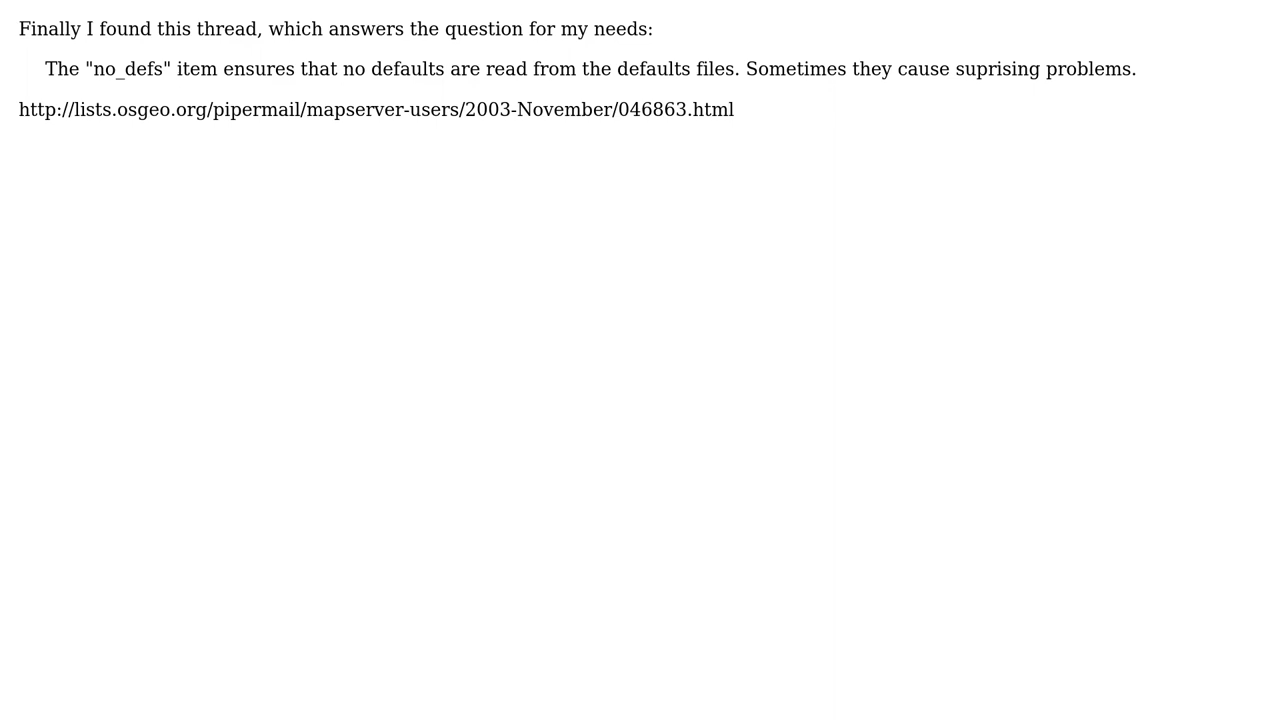 Finally I found this thread, which answers the question for my needs:
The "no_defs" item ensures that no defaults are read from the defaults files. Sometimes they cause suprising problems.
http://lists.osgeo.org/pipermail/mapserver-users/2003-November/046863.html